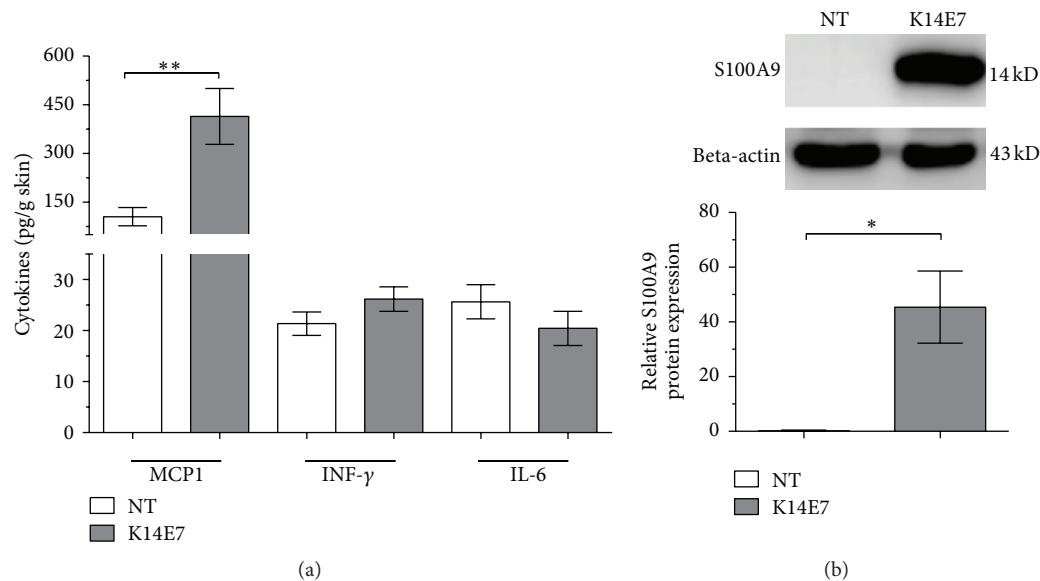 600
450
300
150
30
20
10
0
Cytokines (pg/g skin)
**
MCP1
INF-γ
IL-6
NT
K14E7
(a)
NT K14E7
S100A9 14 kD
Beta-actin 43 kD
80
60
40
20
0
Relative S100A9
protein expression
*
NT
K14E7
(b)